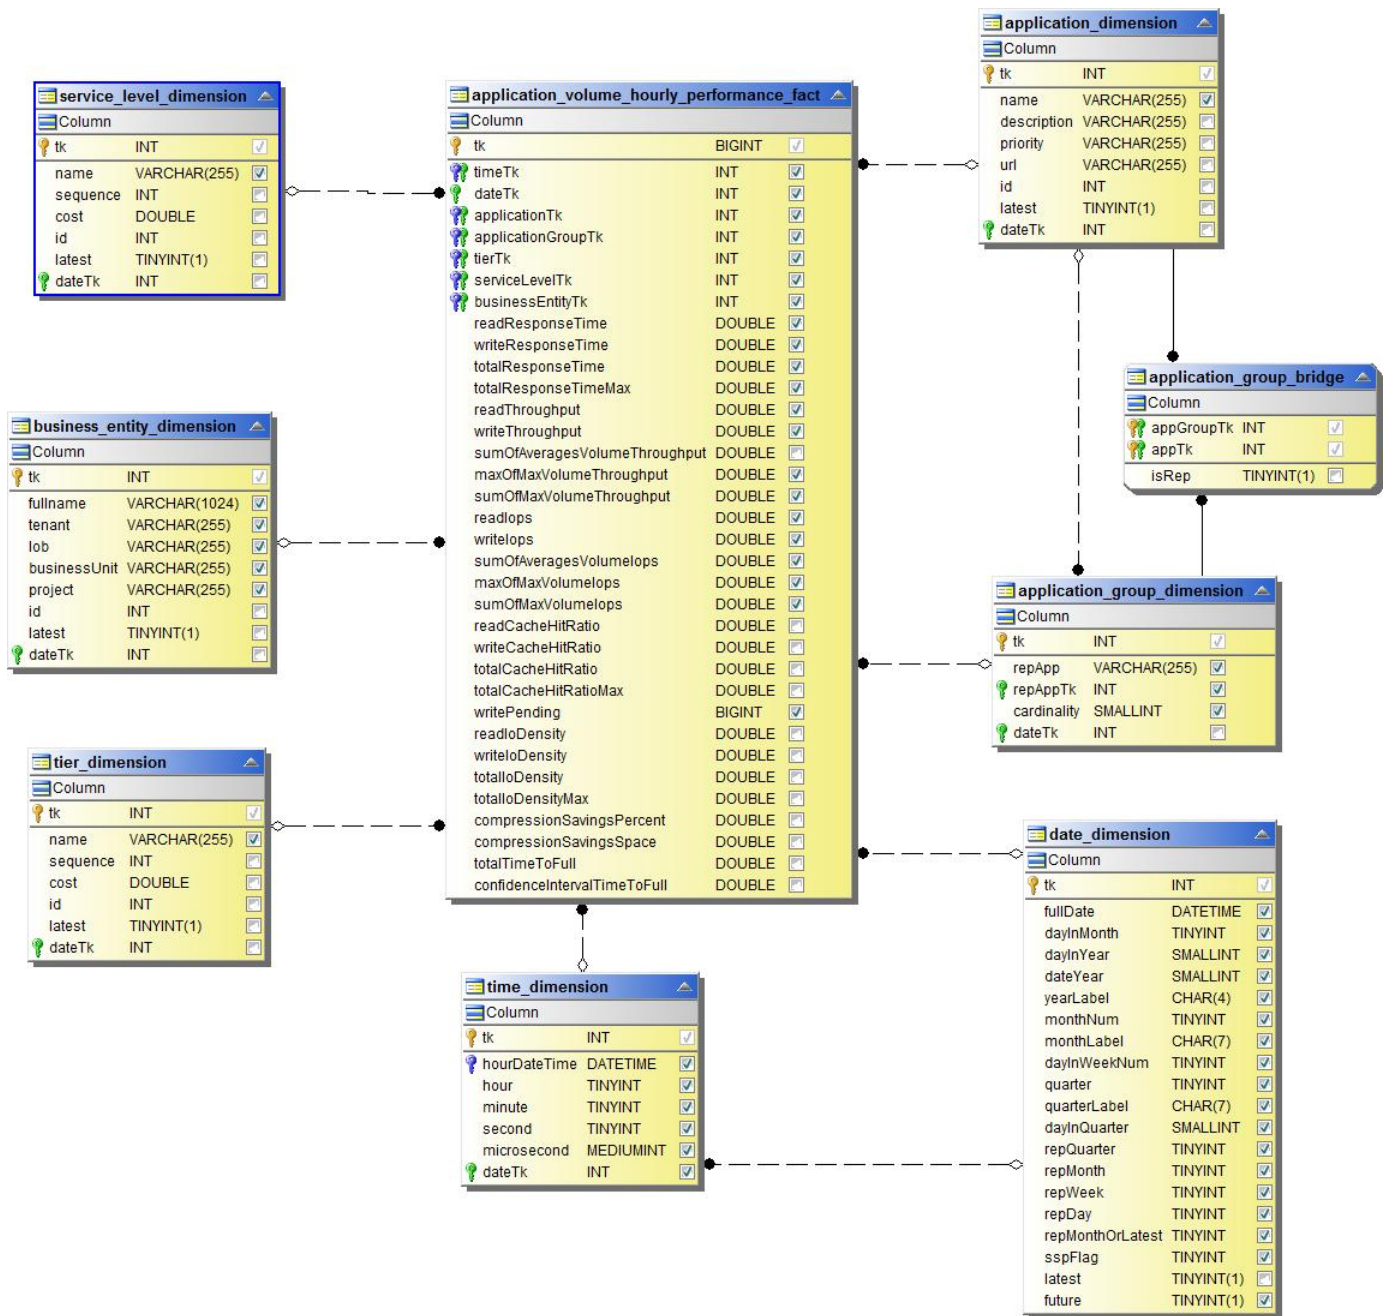 application_dimension
Column
tk INT
name VARCHAR(255)
description VARCHAR(255)
priority VARCHAR(255)
url VARCHAR(255)
id INT
latest TINYINT(1)
dateTk INT
service_level_dimension
Column
tk INT
name VARCHAR(255)
sequence INT
cost DOUBLE
id INT
latest TINYINT(1)
dateTk INT
application_volume_hourly_performance_fact
Column
tk BIGINT
timeTk INT
dateTk INT
applicationTk INT
applicationGroupTk INT
tierTk INT
serviceLevelTk INT
businessEntityTk INT
readResponseTime DOUBLE
writeResponseTime DOUBLE
totalResponseTime DOUBLE
totalResponseTimeMax DOUBLE
readThroughput DOUBLE
writeThroughput DOUBLE
sumOfAveragesVolumeThroughput DOUBLE
maxOfMaxVolumeThroughput DOUBLE
sumOfMaxVolumeThroughput DOUBLE
readIops DOUBLE
writeIops DOUBLE
sumOfAveragesVolumeIops DOUBLE
maxOfMaxVolumeIops DOUBLE
sumOfMaxVolumeIops DOUBLE
readCacheHitRatio DOUBLE
writeCacheHitRatio DOUBLE
totalCacheHitRatio DOUBLE
totalCacheHitRatioMax DOUBLE
writePending BIGINT
readIoDensity DOUBLE
writeIoDensity DOUBLE
totalIoDensity DOUBLE
totalIoDensityMax DOUBLE
compressionSavingsPercent DOUBLE
compressionSavingsSpace DOUBLE
totalTimeToFull DOUBLE
confidenceIntervalTimeToFull DOUBLE
application_group_bridge
Column
appGroupTk INT
appTk INT
isRep TINYINT(1)
business_entity_dimension
Column
tk INT
fullname VARCHAR(1024)
tenant VARCHAR(255)
lob VARCHAR(255)
businessUnit VARCHAR(255)
project VARCHAR(255)
id INT
latest TINYINT(1)
dateTk INT
application_group_dimension
Column
tk INT
repApp VARCHAR(255)
repAppTk INT
cardinality SMALLINT
dateTk INT
tier_dimension
Column
tk INT
name VARCHAR(255)
sequence INT
cost DOUBLE
id INT
latest TINYINT(1)
dateTk INT
date_dimension
Column
tk INT
fullDate DATETIME
dayInMonth TINYINT
dayInYear SMALLINT
dateYear SMALLINT
yearLabel CHAR(4)
monthNum TINYINT
monthLabel CHAR(7)
dayInWeekNum TINYINT
quarter TINYINT
quarterLabel CHAR(7)
dayInQuarter SMALLINT
repQuarter TINYINT
repMonth TINYINT
repWeek TINYINT
repDay TINYINT
repMonthOrLatest TINYINT
sspFlag TINYINT
latest TINYINT(1)
future TINYINT(1)
time_dimension
Column
tk INT
hourDateTime DATETIME
hour TINYINT
minute TINYINT
second TINYINT
microsecond MEDIUMINT
dateTk INT